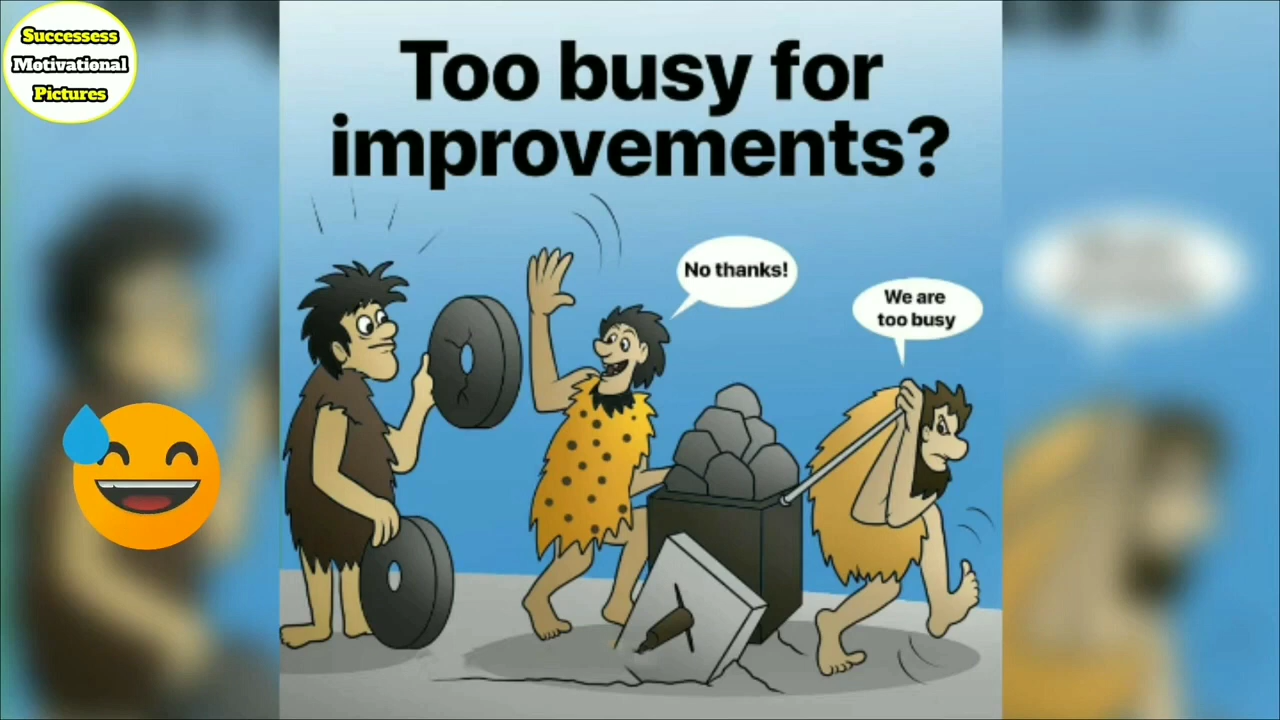 Successess
Motivational
Pictures
Too busy for
improvements?
No thanks!
We are
too busy